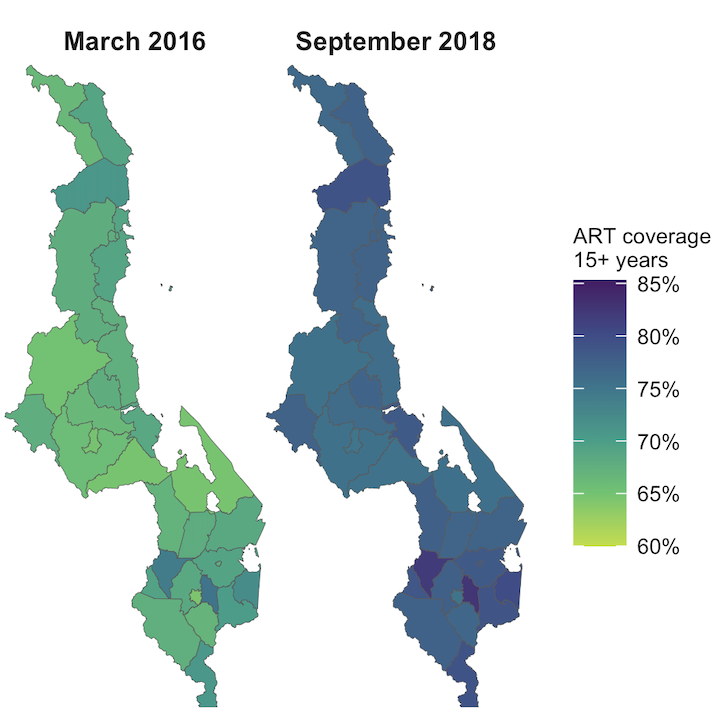 March 2016
September 2018
ART coverage
15+ years
85%
80%
75%
70%
65%
60%